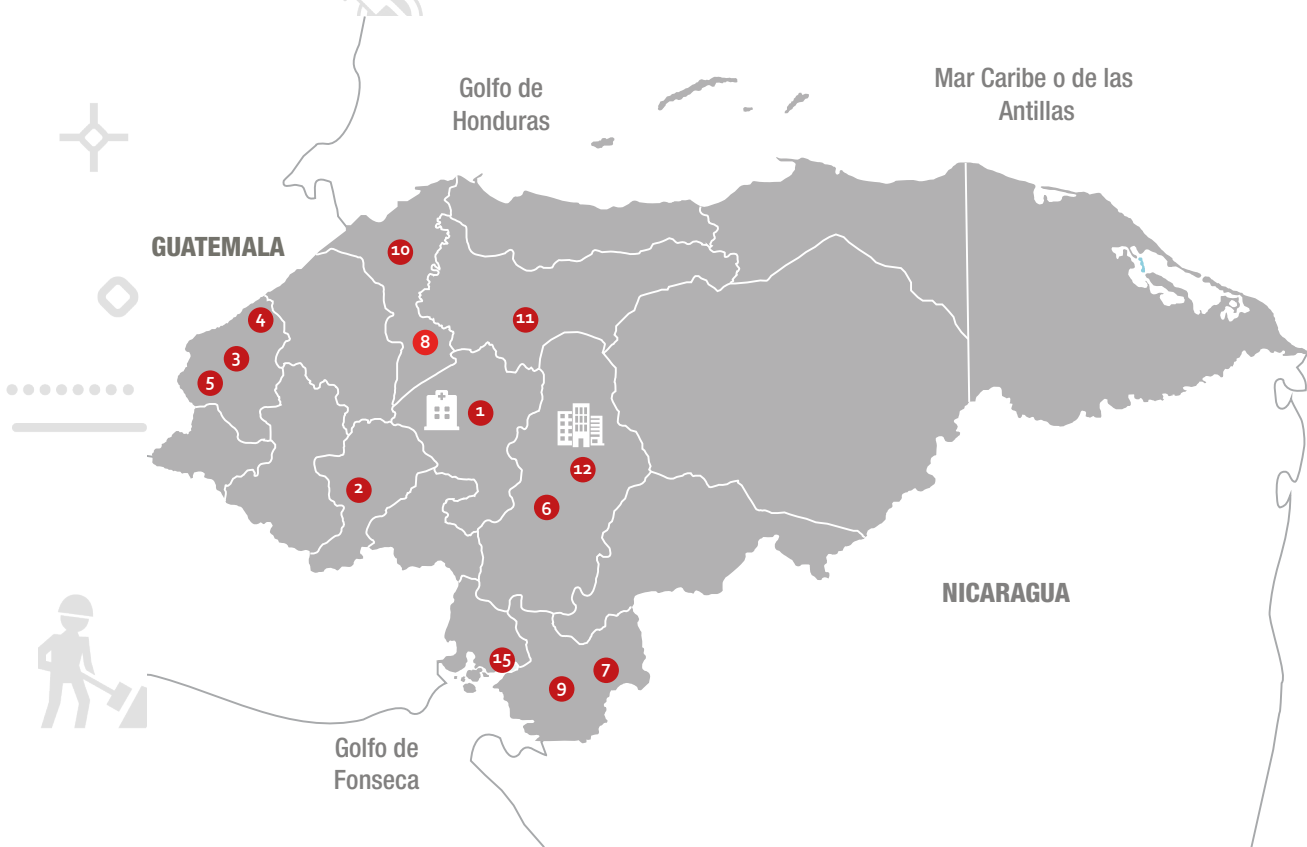 Golfo de
Honduras
Mar Caribe o de las
Antillas
GUATEMALA
10
4
11
8
3
5
1
12
2
6
NICARAGUA
15
7
9
Golfo de
Fonseca